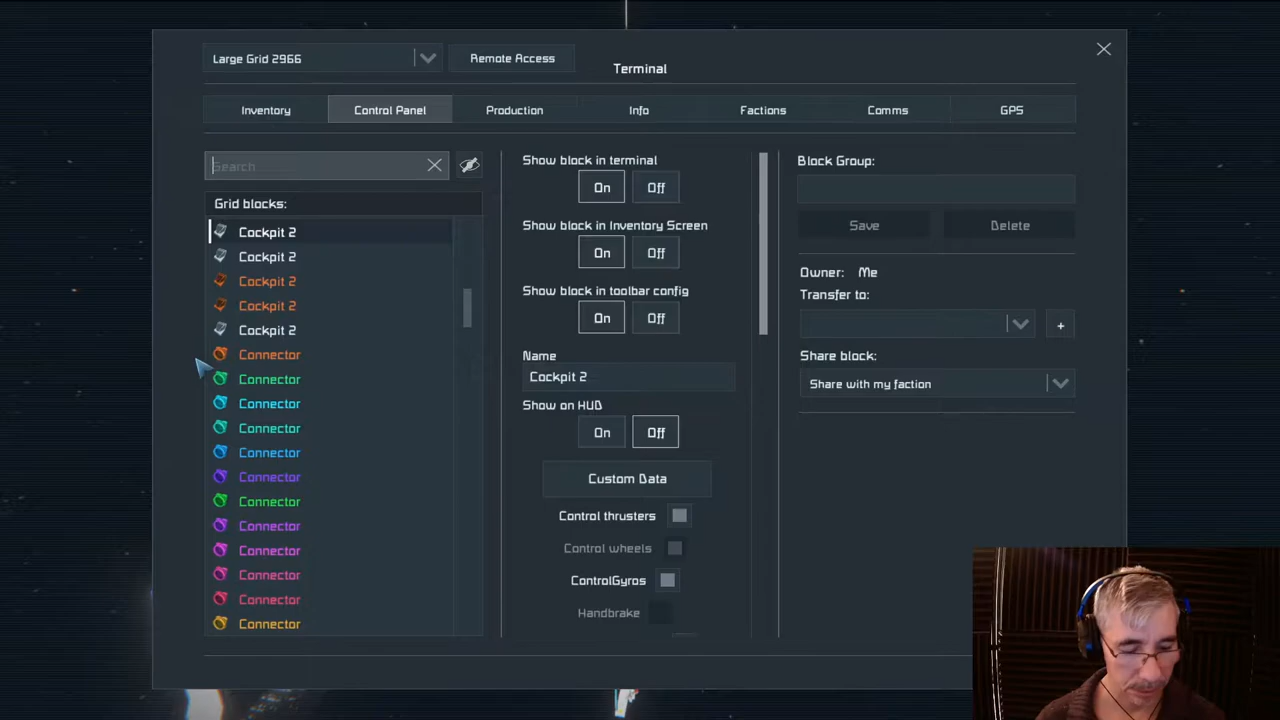 Large Grid 2966
Remote Access
Terminal
Inventory
Control Panel
Production
Info
Factions
Comms
GPS
Search
Grid blocks:
Cockpit 2
Cockpit 2
Cockpit 2
Cockpit 2
Cockpit 2
Connector
Connector
Connector
Connector
Connector
Connector
Connector
Connector
Connector
Connector
Connector
Connector
Show block in terminal
On Off
Show block in Inventory Screen
On Off
Show block in toolbar config
On Off
Name
Cockpit 2
Show on HUD
On Off
Custom Data
Control thrusters
Control wheels
ControlGyros
Handbrake
Block Group:
Save Delete
Owner: Me
Transfer to:
+
Share block:
Share with my faction